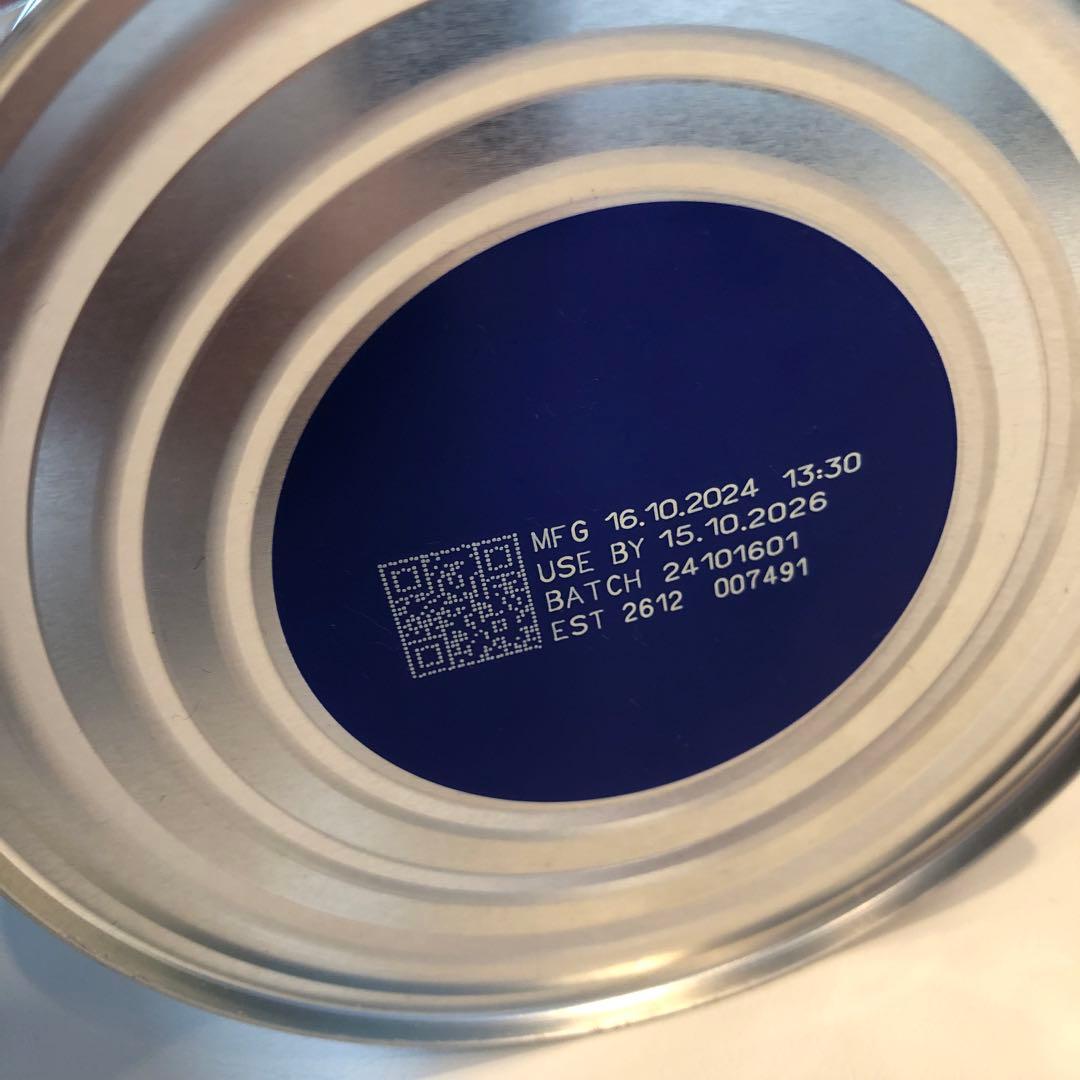 MFG 16.10.2024 13:30
USE BY 15.10.2026
BATCH 24101601
EST 2612 007491